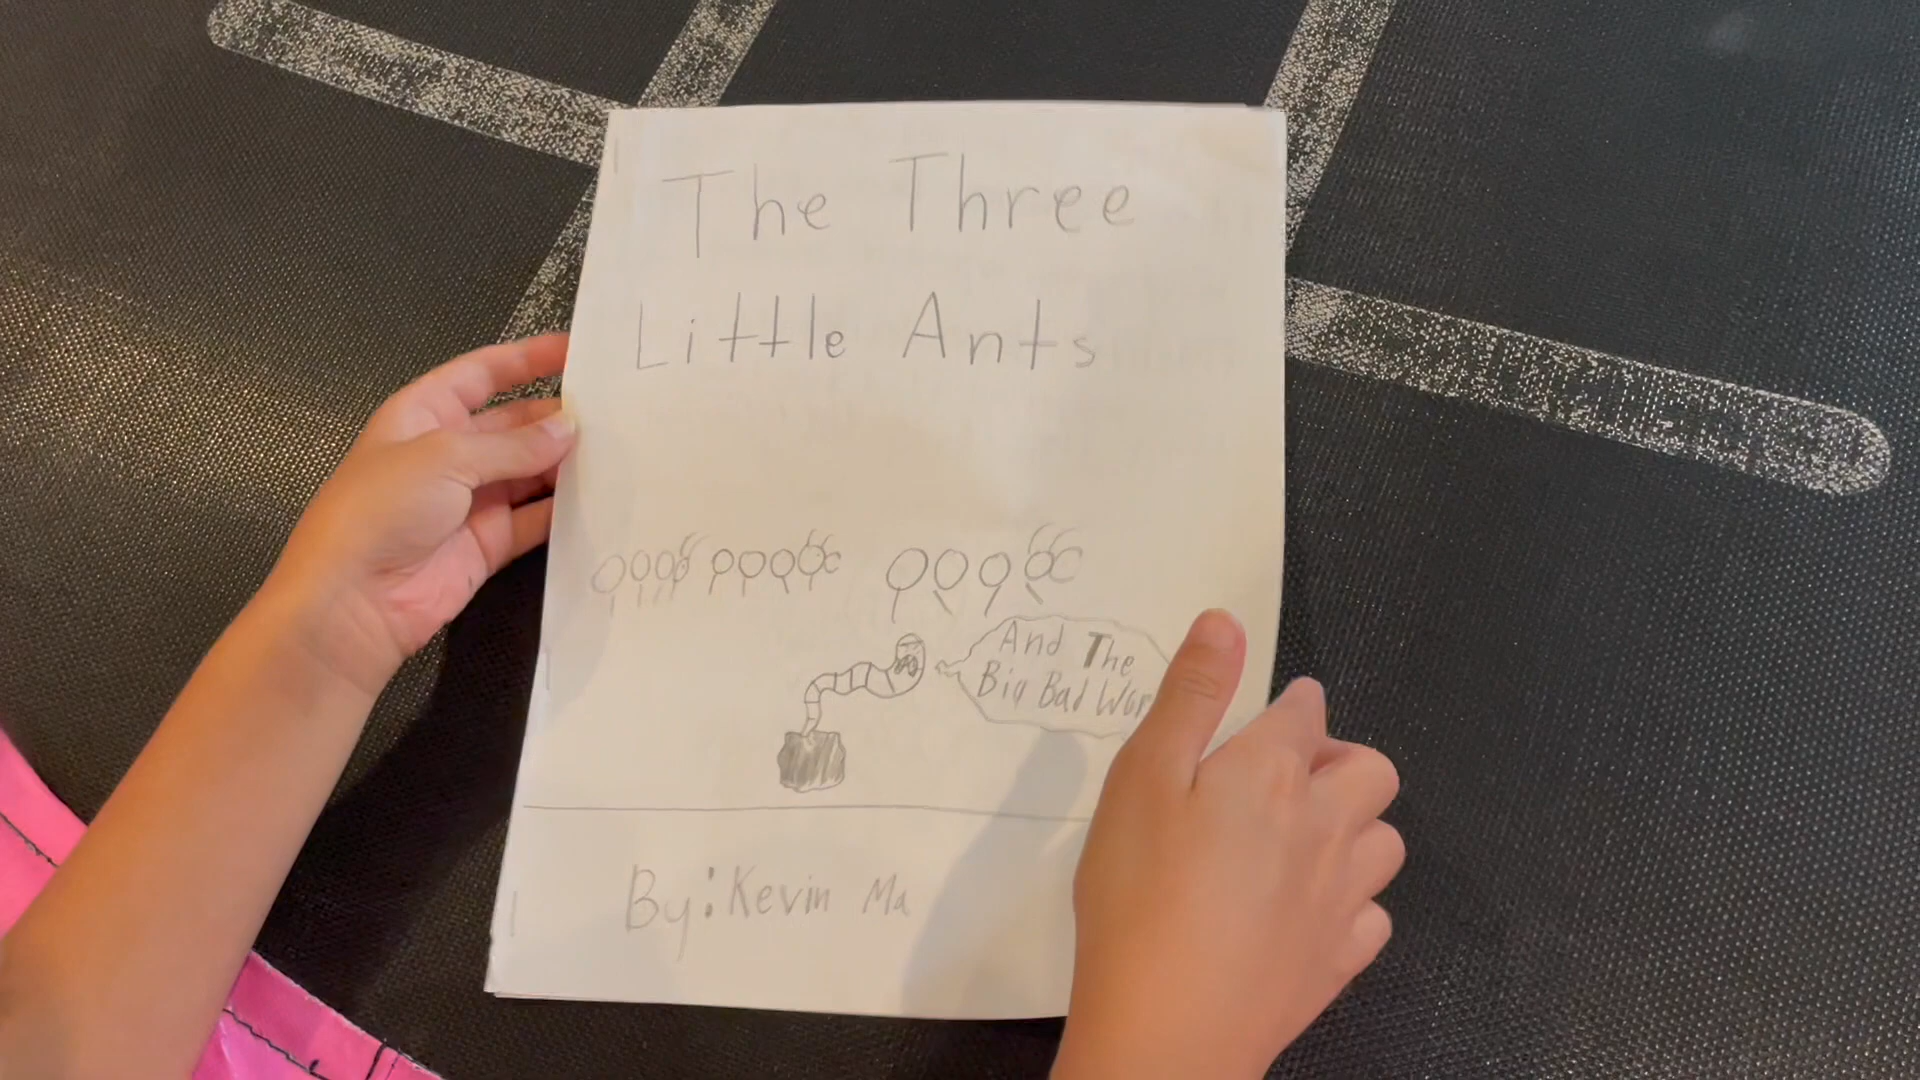 The Three
Little Ants
And The
Big Bad
By: Kevin Ma